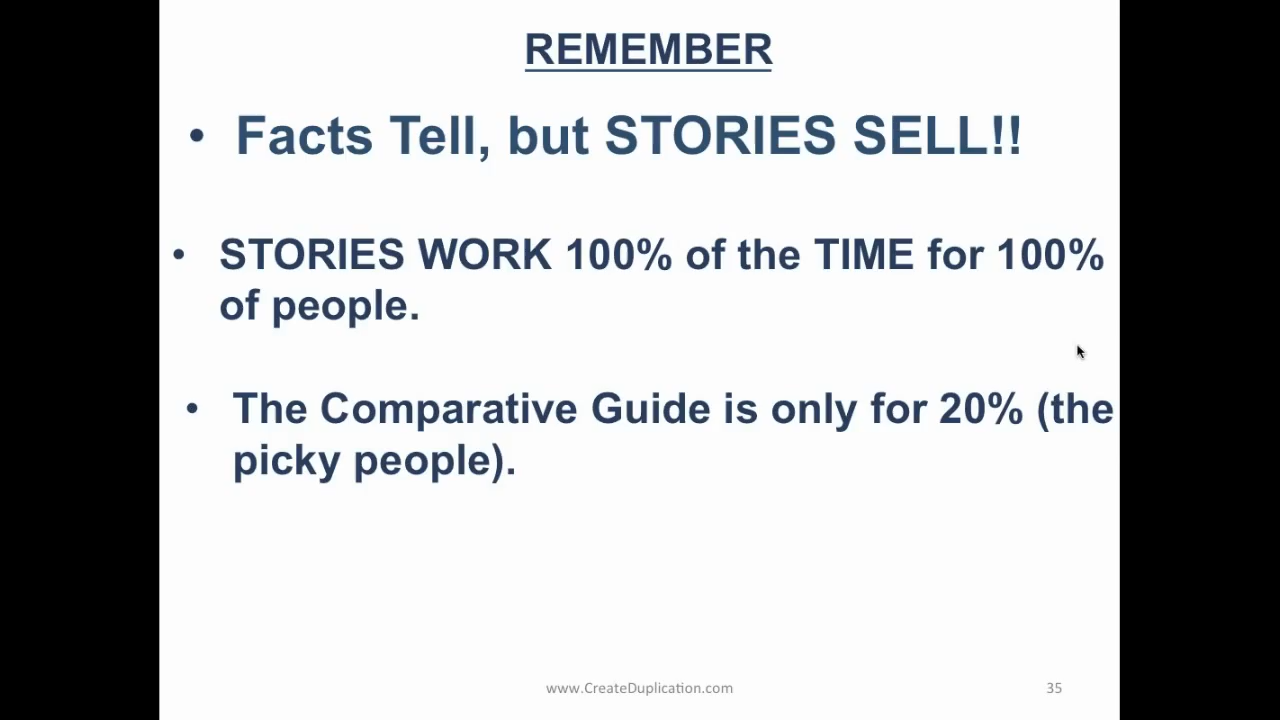 REMEMBER
• Facts Tell, but STORIES SELL!!
• STORIES WORK 100% of the TIME for 100%
of people.
• The Comparative Guide is only for 20% (the
picky people).
www.CreateDuplication.com
35